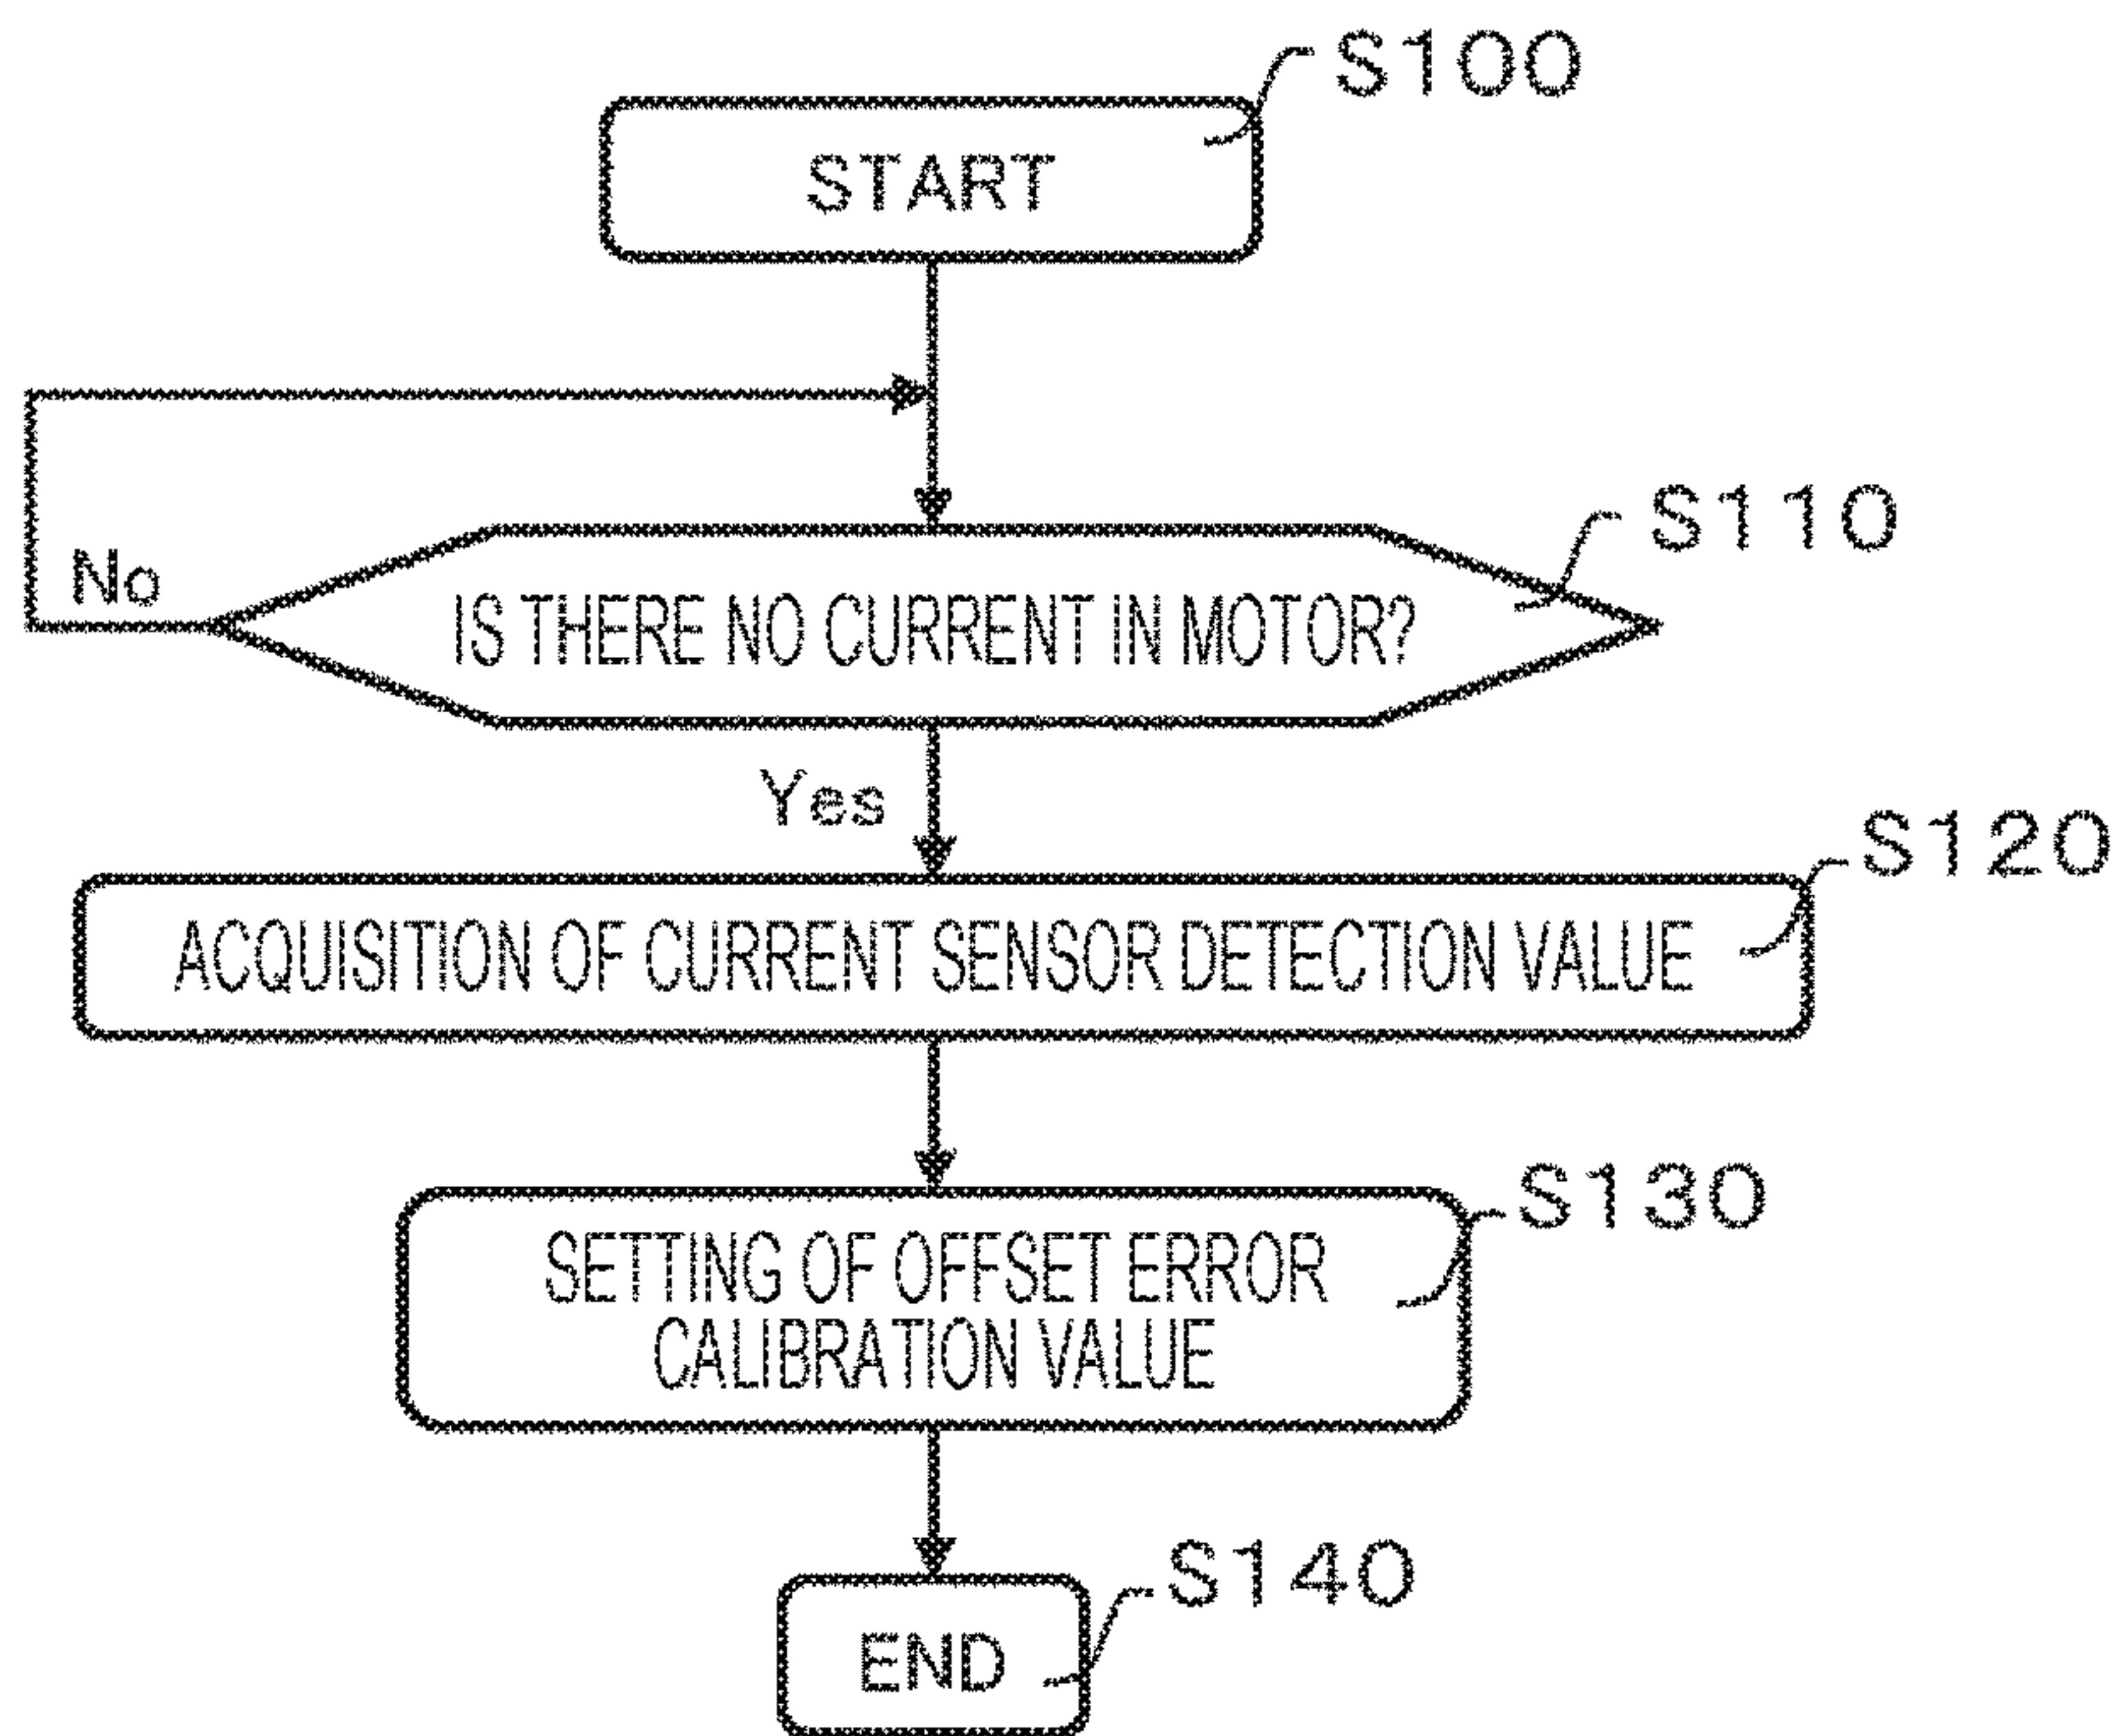 S100
START
S110
No
IS THERE NO CURRENT IN MOTOR?
Yes
S120
ACQUISITION OF CURRENT SENSOR DETECTION VALUE
S130
SETTING OF OFFSET ERROR
CALIBRATION VALUE
S140
END